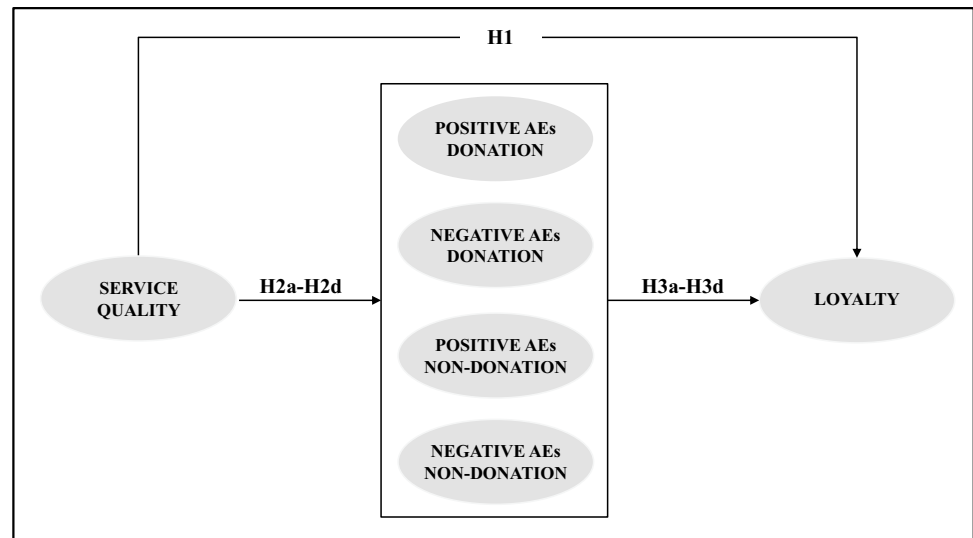 H1
POSITIVE AEs
DONATION
NEGATIVE AEs
DONATION
SERVICE
QUALITY
H2a-H2d
H3a-H3d
LOYALTY
POSITIVE AEs
NON-DONATION
NEGATIVE AEs
NON-DONATION